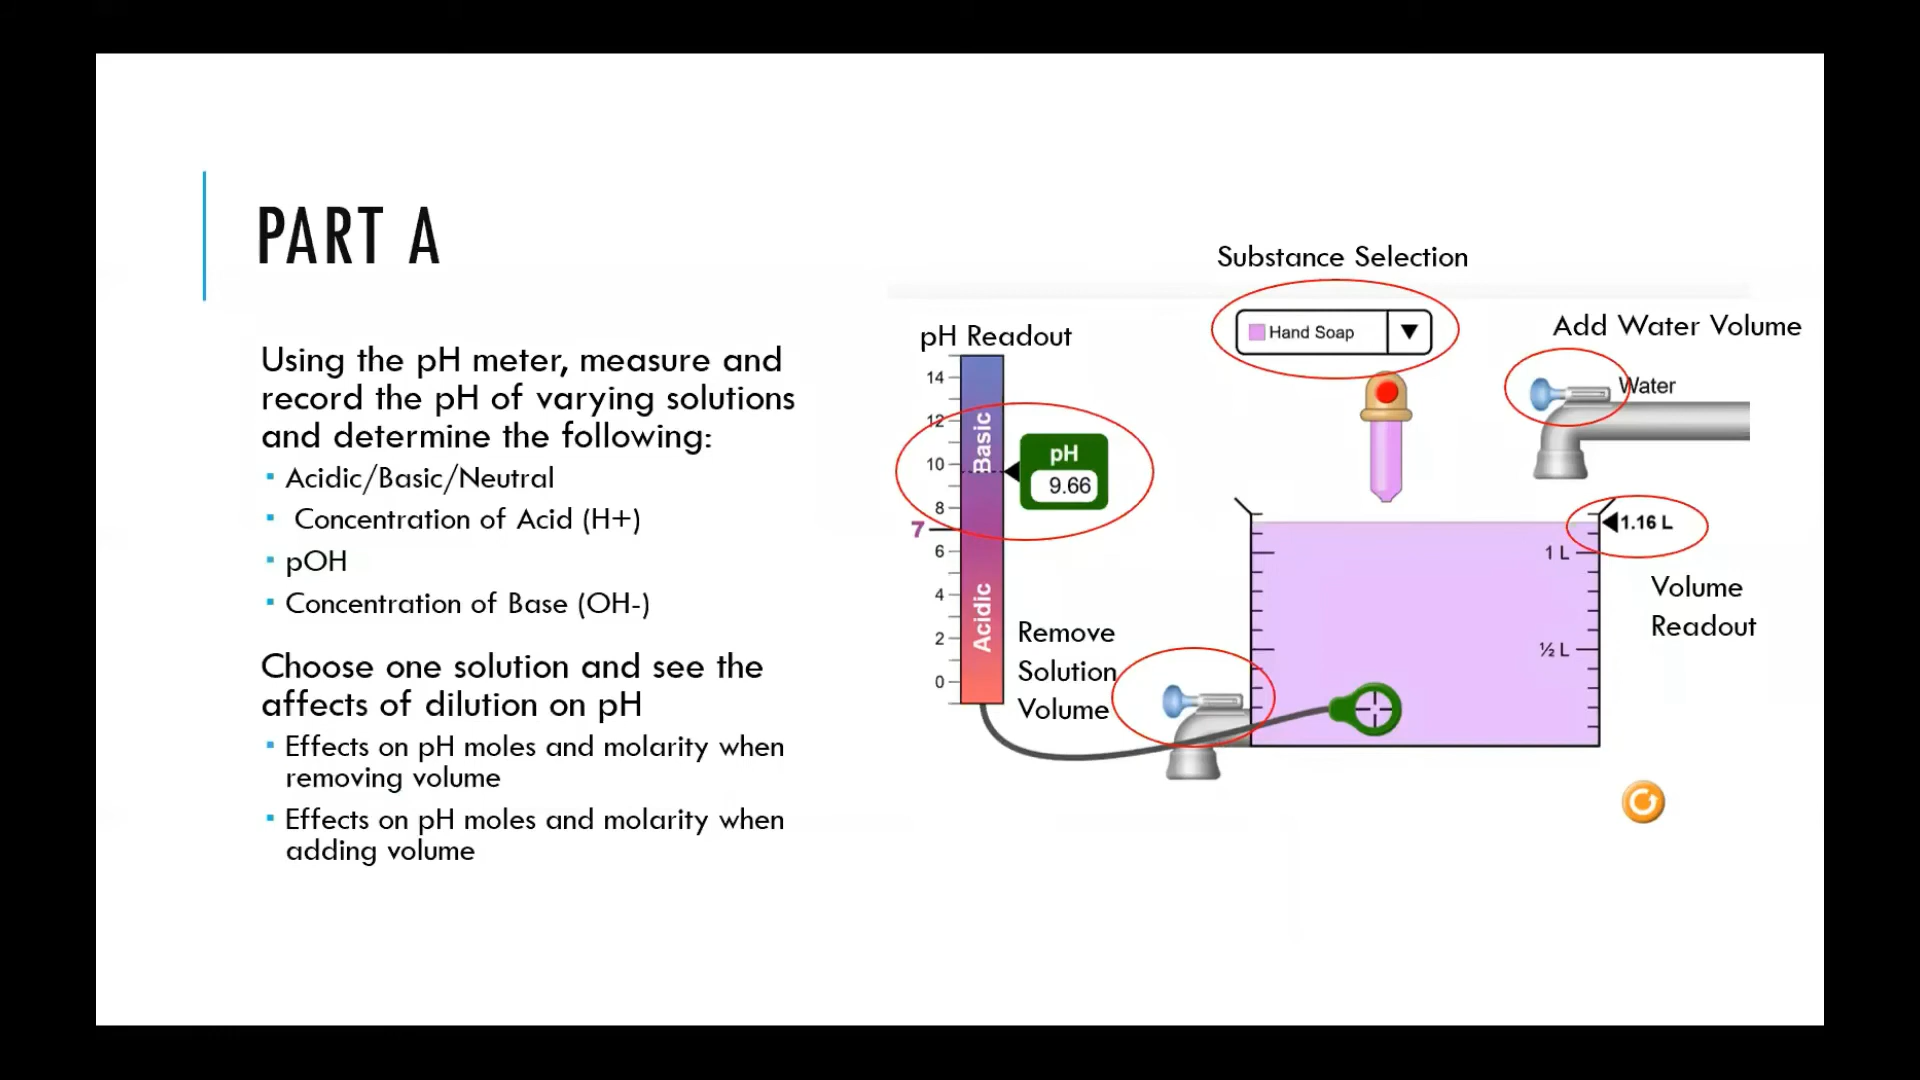 PART A
Using the pH meter, measure and
record the pH of varying solutions
and determine the following:
▪ Acidic/Basic/Neutral
▪ Concentration of Acid (H+)
▪ pOH
▪ Concentration of Base (OH-)
Choose one solution and see the
affects of dilution on pH
▪ Effects on pH moles and molarity when
removing volume
▪ Effects on pH moles and molarity when
adding volume
Substance Selection
Hand Soap
pH Readout
Add Water Volume
Water
14
12
10
8
7
6
4
2
0
Basic
Acidic
pH
9.66
1.16 L
1 L
½ L
Volume
Readout
Remove
Solution
Volume